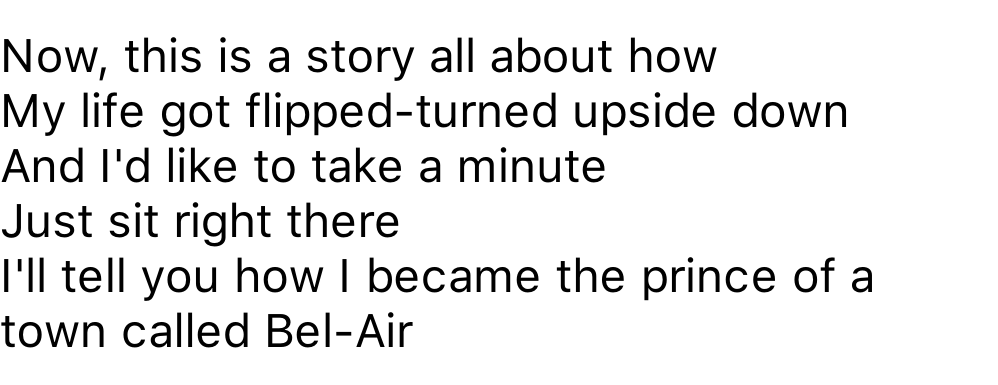 Now, this is a story all about how
My life got flipped-turned upside down
And I'd like to take a minute
Just sit right there
I'll tell you how I became the prince of a
town called Bel-Air